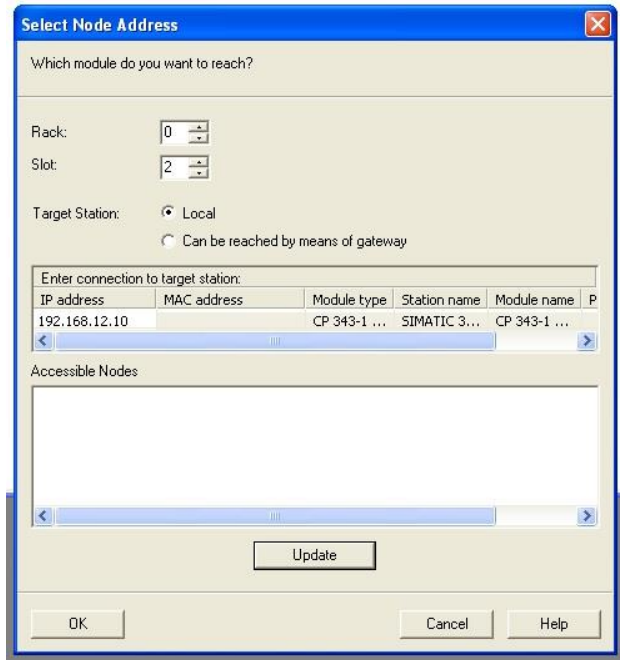 Select Node Address
Which module do you want to reach?
Rack: 0
Slot: 2
Target Station: Local
Can be reached by means of gateway
Enter connection to target station:
IP address MAC address Module type Station name Module name P
192.168.12.10 CP 343-1 ... SIMATIC 3... CP 343-1 ...
Accessible Nodes
Update
OK Cancel Help